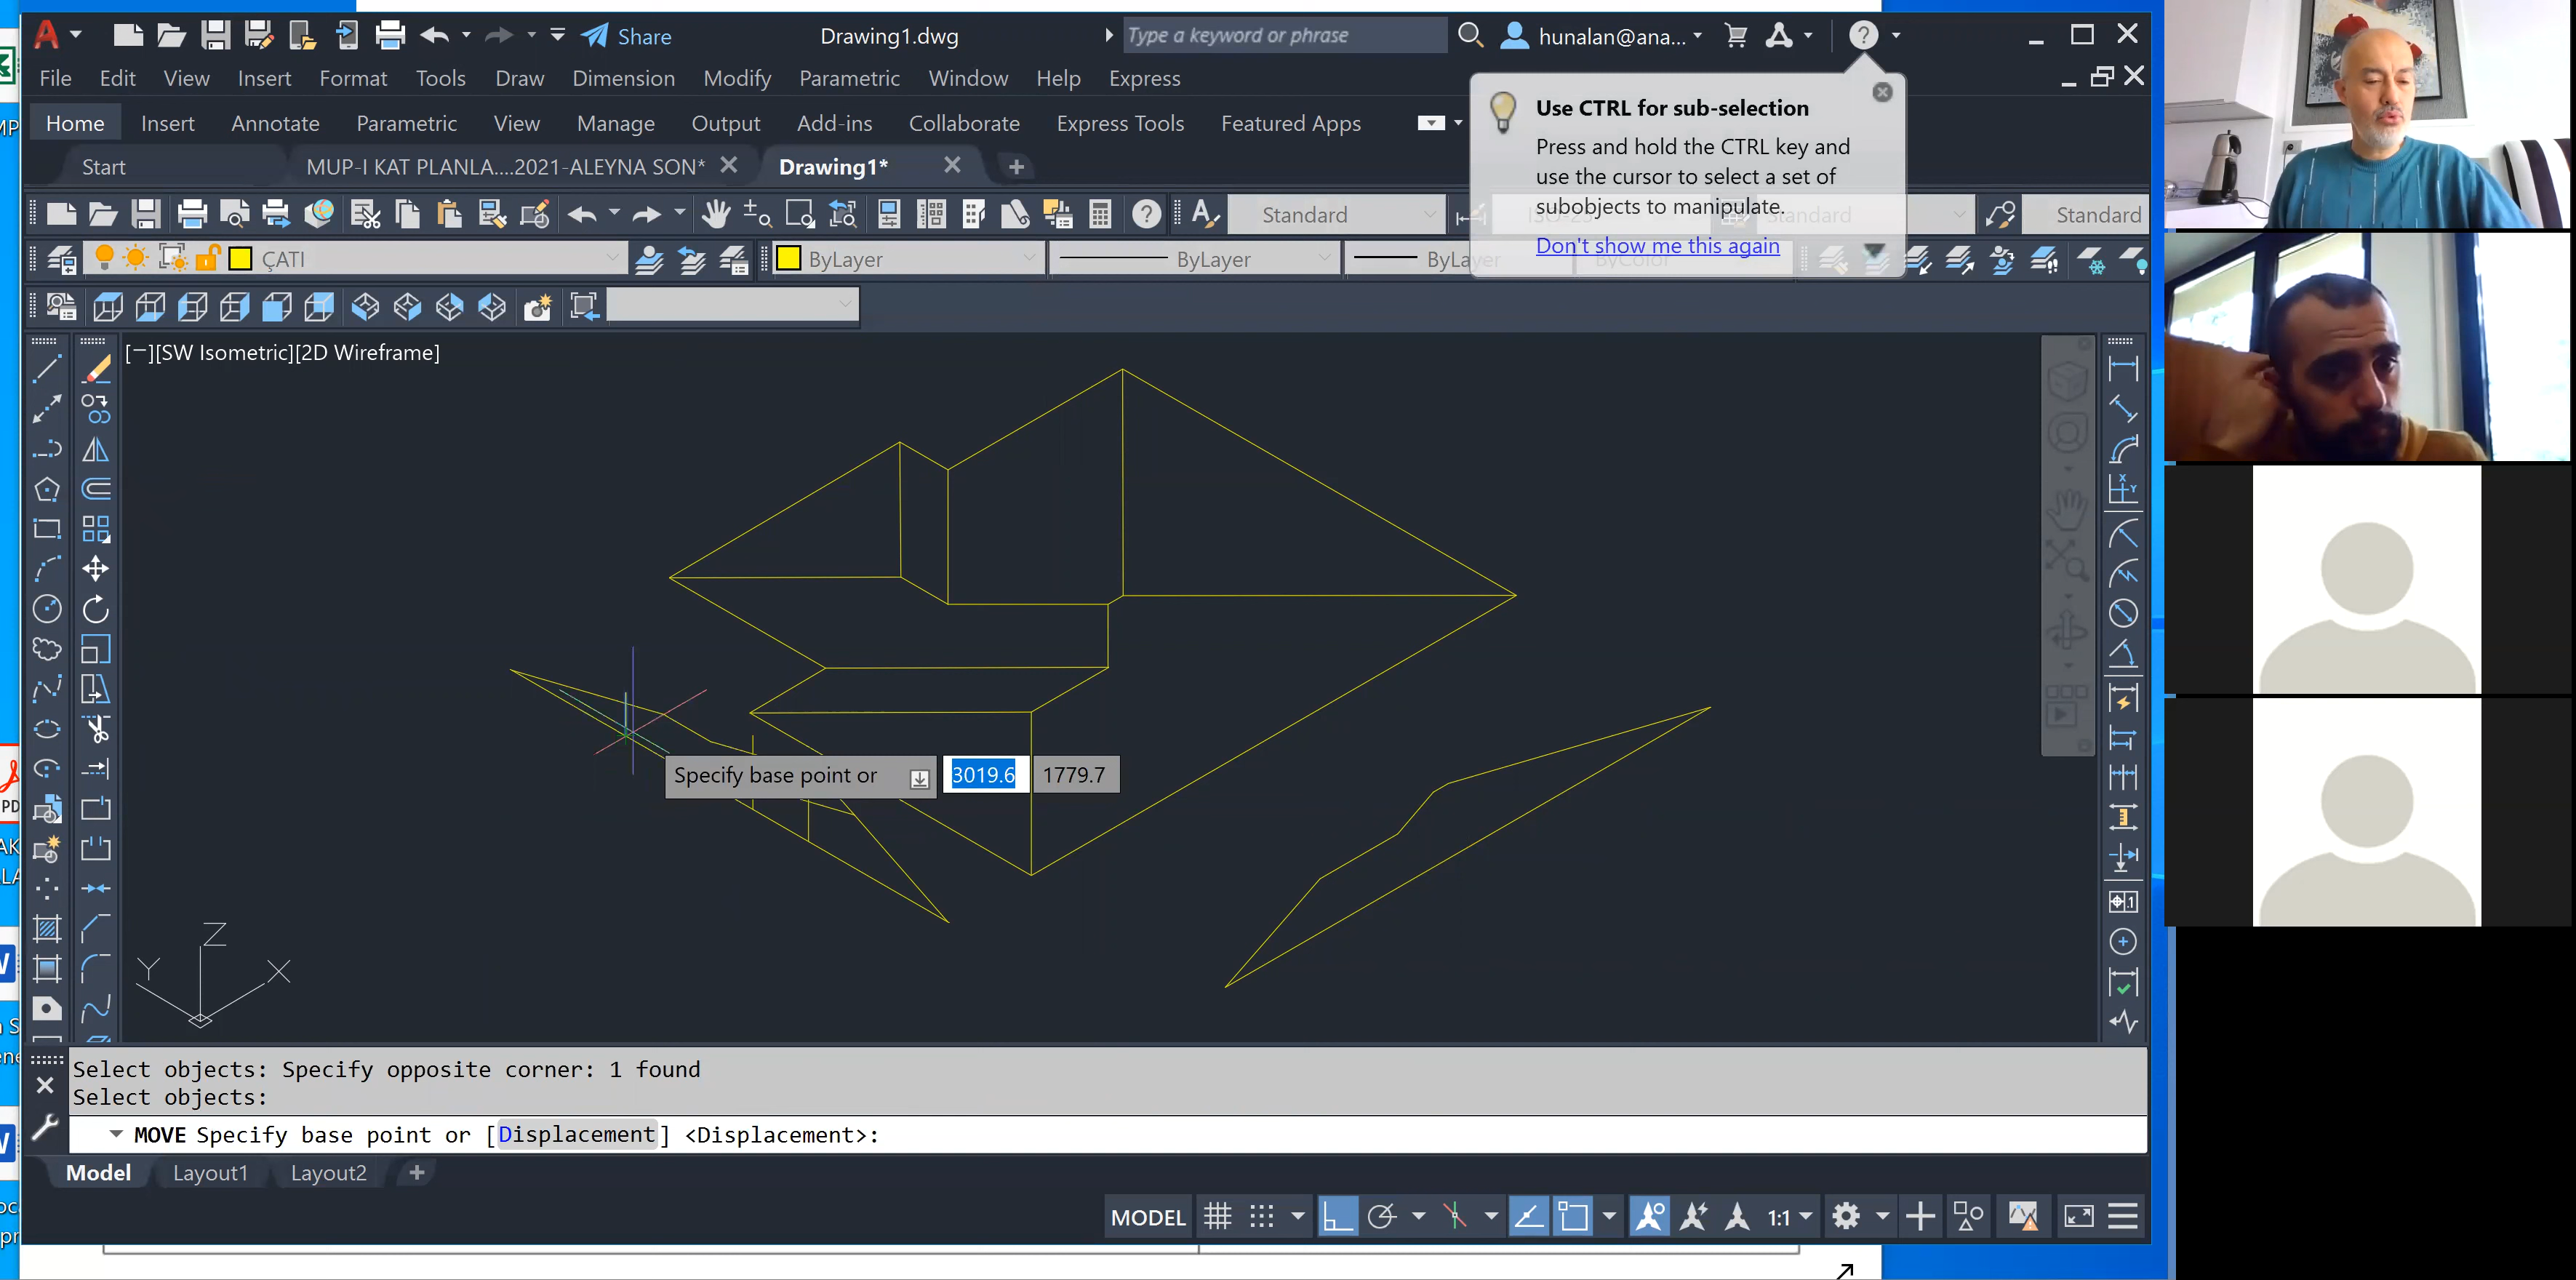 Share
Drawing1.dwg
Type a keyword or phrase
hunalan@ana...
File Edit View Insert Format Tools Draw Dimension Modify Parametric Window Help Express
Home Insert Annotate Parametric View Manage Output Add-ins Collaborate Express Tools Featured Apps
Start MUP-I KAT PLANLA....2021-ALEYNA SON* Drawing1*
Use CTRL for sub-selection
Press and hold the CTRL key and
use the cursor to select a set of
subobjects to manipulate.
Don't show me this again
Standard Standard Standard
ÇATI ByLayer ByLayer ByLayer ByColor
[−][SW Isometric][2D Wireframe]
Specify base point or 3019.6 1779.7
Z
Y X
Select objects: Specify opposite corner: 1 found
Select objects:
MOVE Specify base point or [Displacement] <Displacement>:
Model Layout1 Layout2
MODEL 1:1